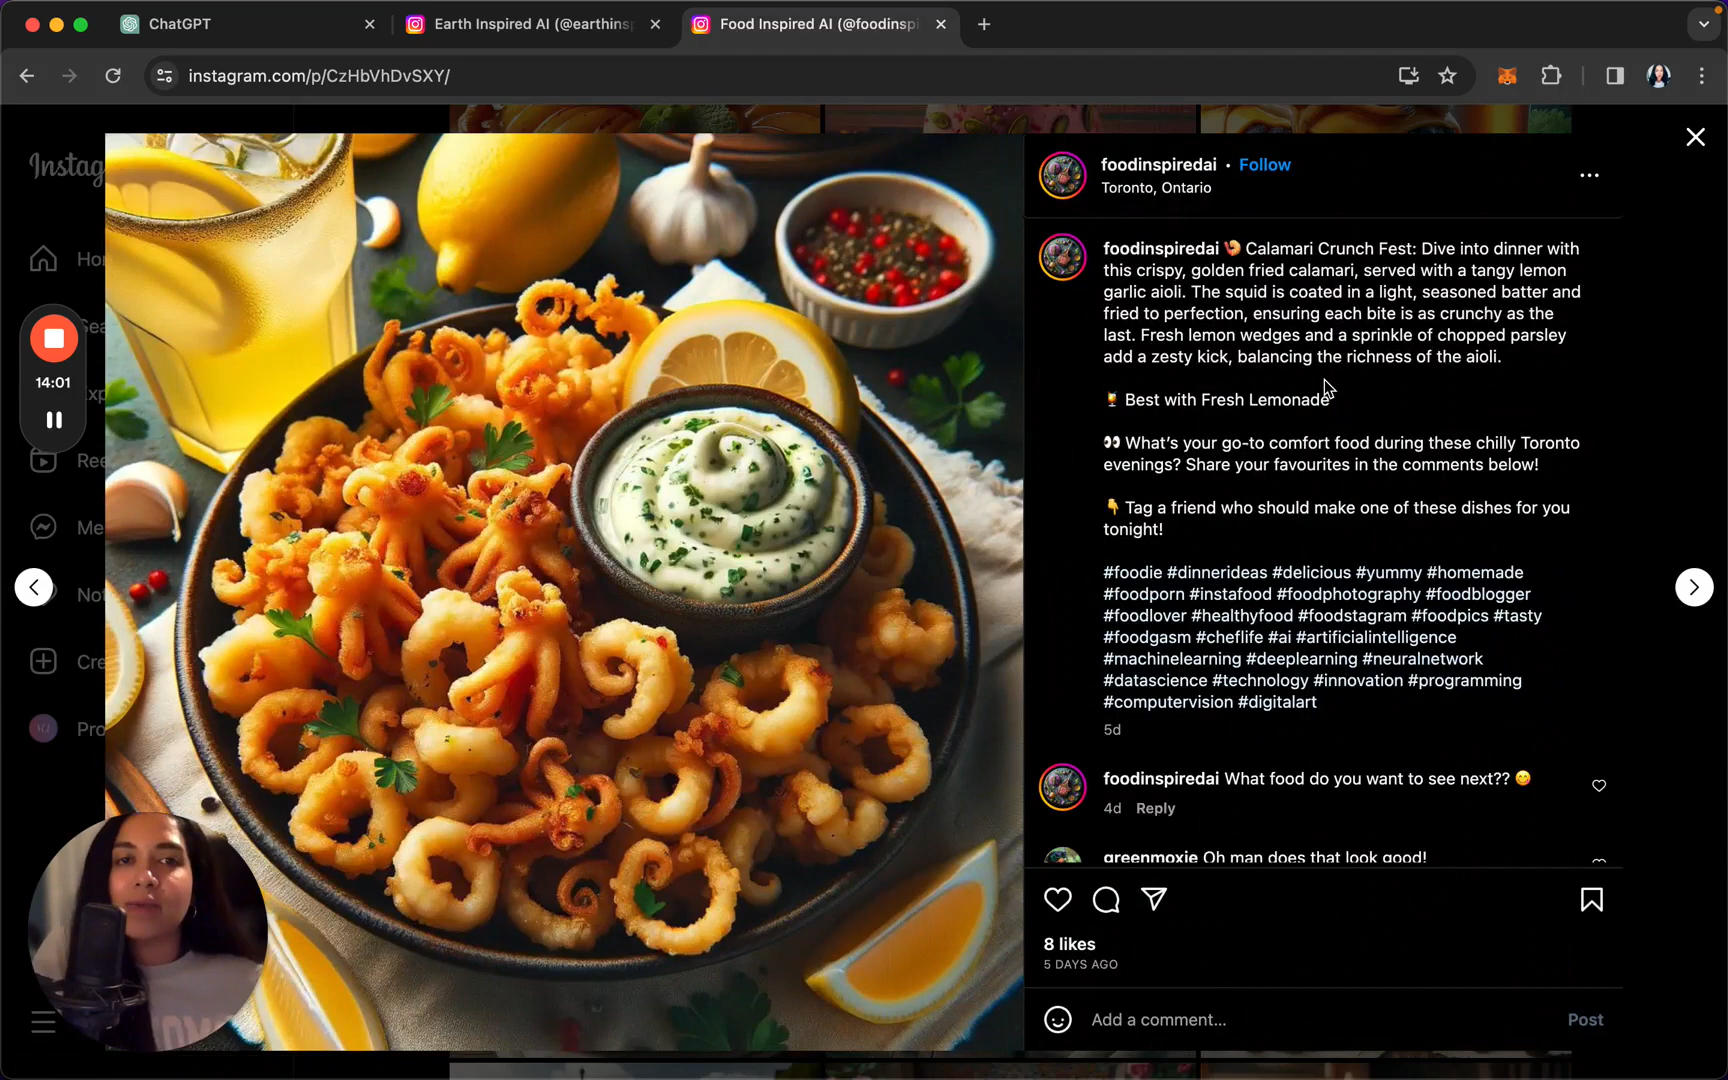 ChatGPT
Earth Inspired AI (@earthinsp
Food Inspired AI (@foodinspi
instagram.com/p/CzHbVhDvSXY/
Instag
Hor
Sea
14:01
xp
Ree
Me
Not
Cre
Pro
foodinspiredai • Follow
Toronto, Ontario
foodinspiredai 🍤 Calamari Crunch Fest: Dive into dinner with
this crispy, golden fried calamari, served with a tangy lemon
garlic aioli. The squid is coated in a light, seasoned batter and
fried to perfection, ensuring each bite is as crunchy as the
last. Fresh lemon wedges and a sprinkle of chopped parsley
add a zesty kick, balancing the richness of the aioli.
🍹 Best with Fresh Lemonade
👀 What's your go-to comfort food during these chilly Toronto
evenings? Share your favourites in the comments below!
👇 Tag a friend who should make one of these dishes for you
tonight!
#foodie #dinnerideas #delicious #yummy #homemade
#foodporn #instafood #foodphotography #foodblogger
#foodlover #healthyfood #foodstagram #foodpics #tasty
#foodgasm #cheflife #ai #artificialintelligence
#machinelearning #deeplearning #neuralnetwork
#datascience #technology #innovation #programming
#computervision #digitalart
5d
foodinspiredai What food do you want to see next?? 😋
4d Reply
greenmoxie Oh man does that look good!
8 likes
5 DAYS AGO
Add a comment...
Post